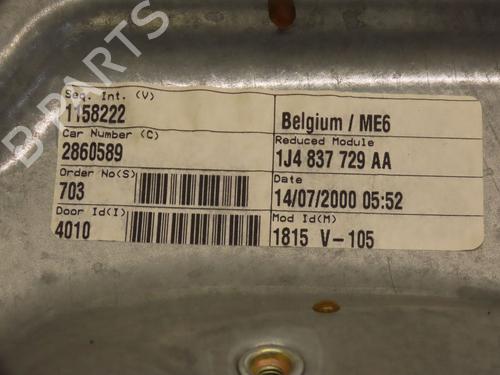 B PARTS
Seq. Int. (V)
1158222
Belgium / ME6
Car Number (C)
2860589
Reduced Module
1J4 837 729 AA
Order No(S)
703
Date
14/07/2000 05:52
Door Id(I)
4010
Mod Id(M)
1815 V-105